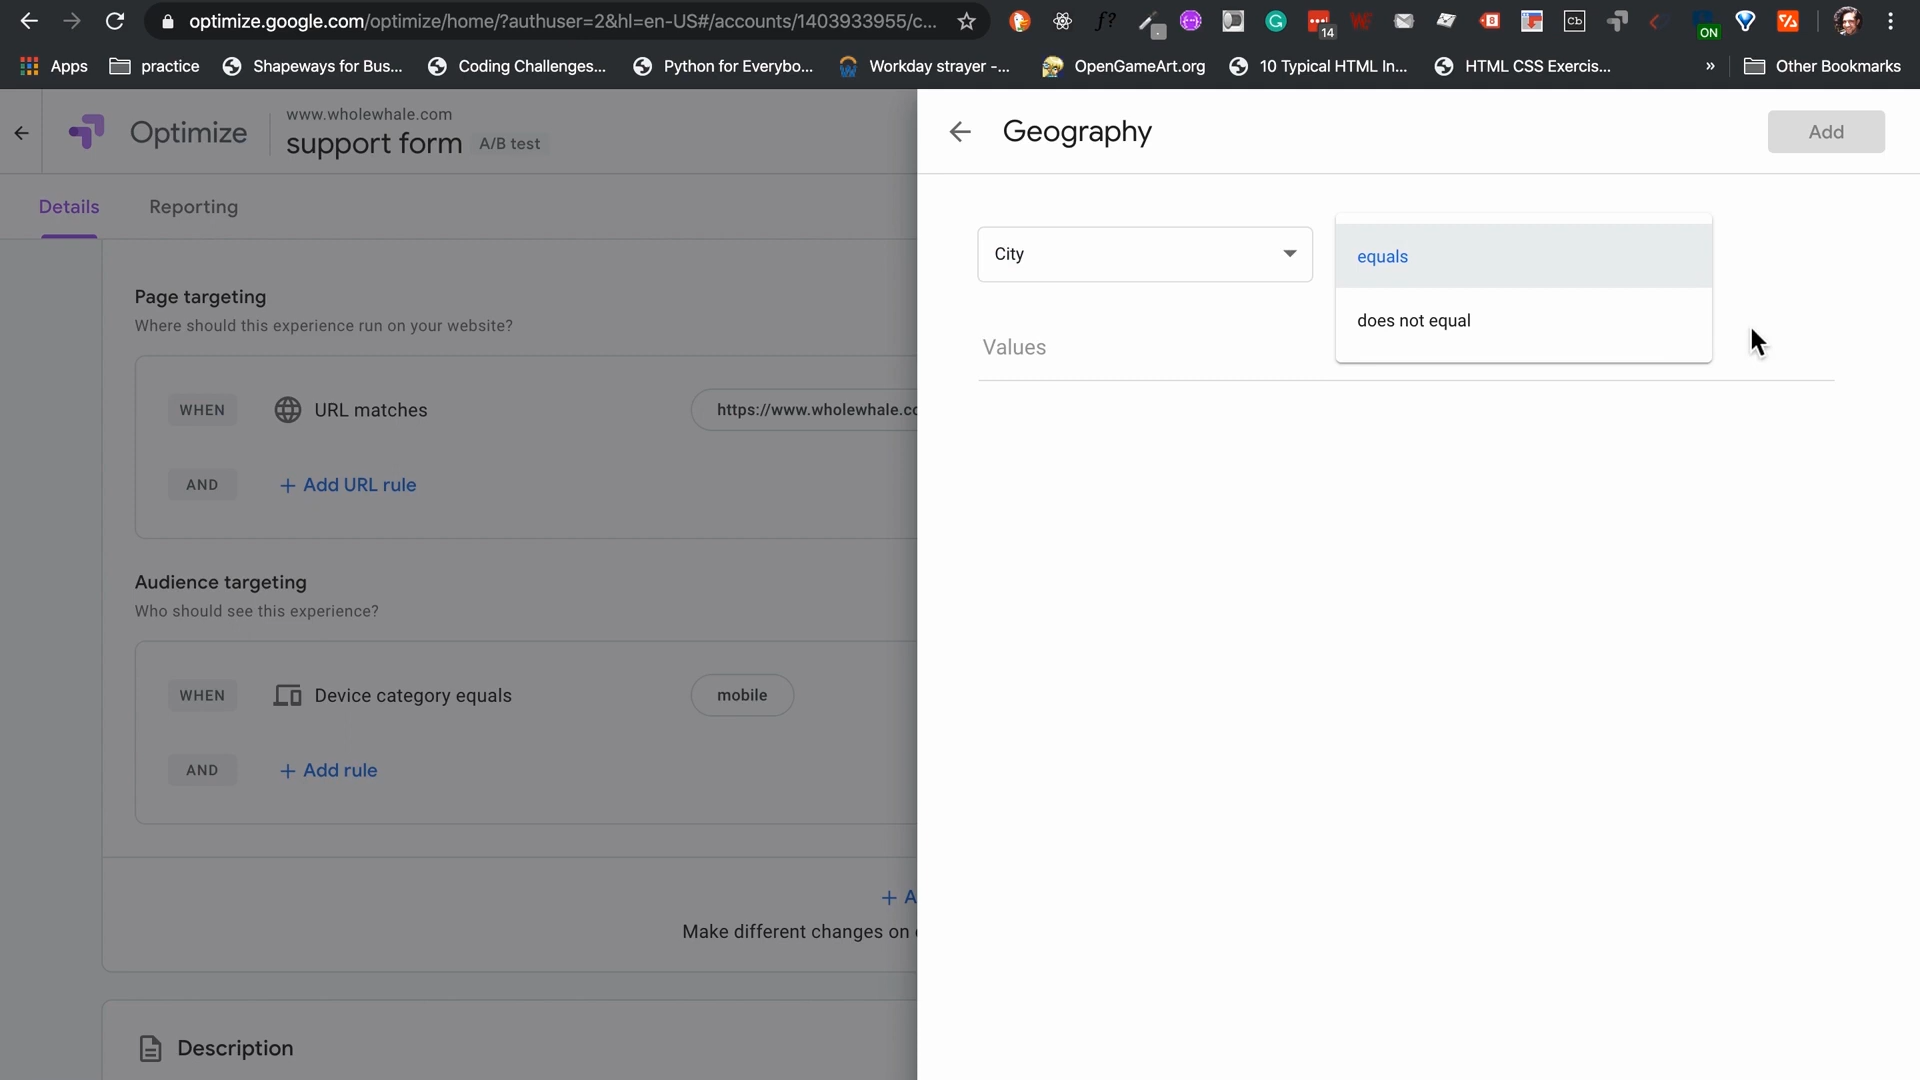 optimize.google.com/optimize/home/?authuser=2&hl=en-US#/accounts/1403933955/c...
14
ON
Apps
practice
Shapeways for Bus...
Coding Challenges...
Python for Everybo...
Workday strayer -...
OpenGameArt.org
10 Typical HTML In...
HTML CSS Exercis...
»
Other Bookmarks
Optimize
www.wholewhale.com
support form
A/B test
Details
Reporting
Page targeting
Where should this experience run on your website?
WHEN
URL matches
https://www.wholewhale.co
AND
+ Add URL rule
Audience targeting
Who should see this experience?
WHEN
Device category equals
mobile
AND
+ Add rule
+ A
Make different changes on
Description
Geography
Add
City
equals
does not equal
Values